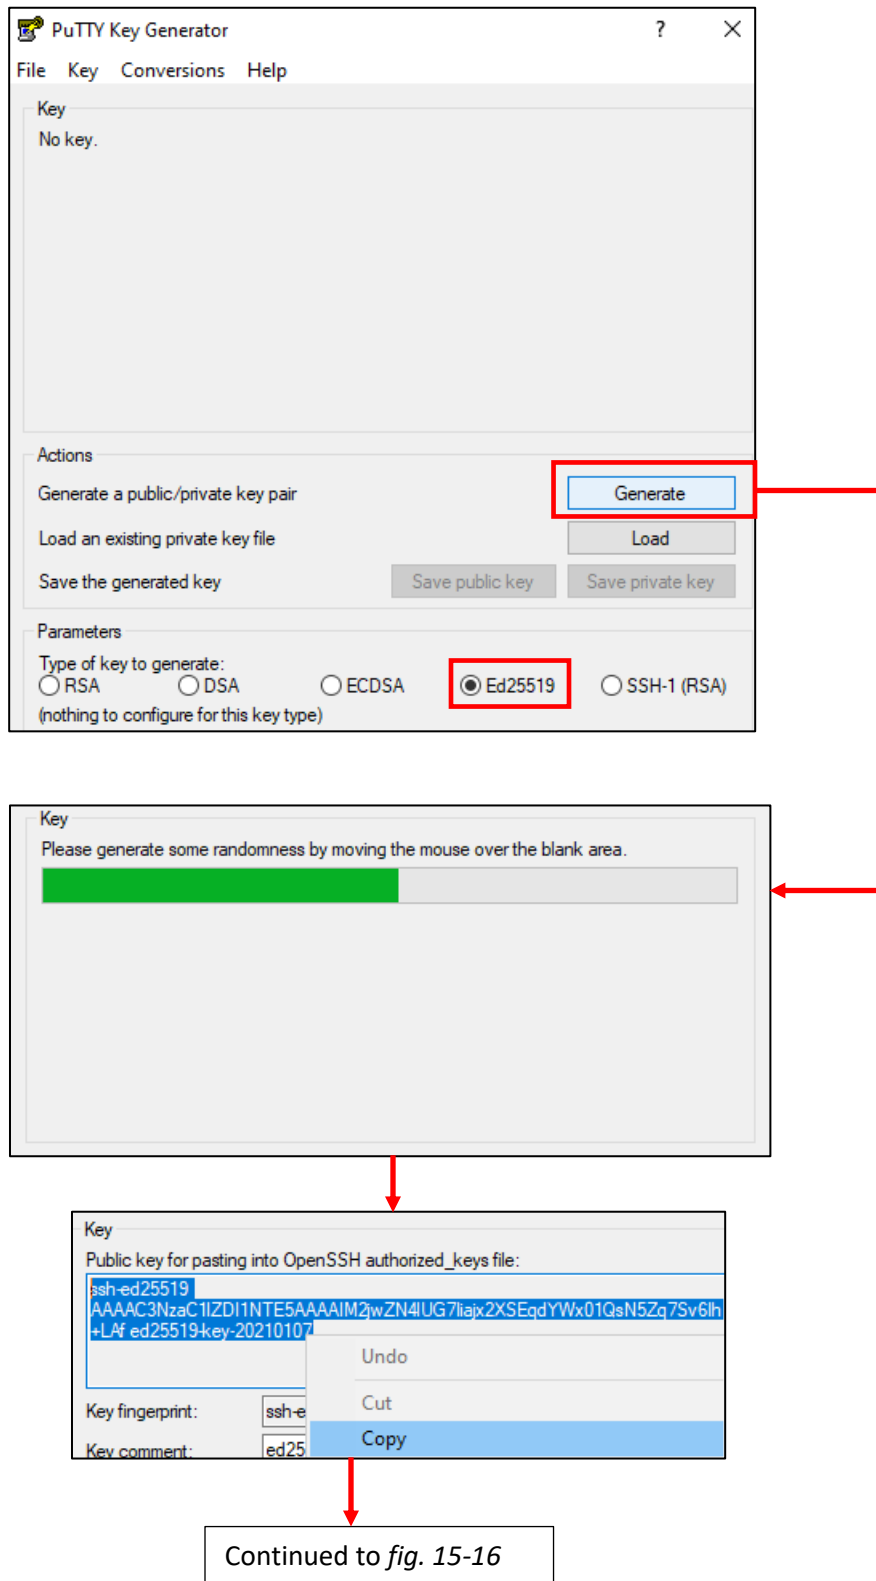 PuTTY Key Generator ? ×
File Key Conversions Help
Key
No key.
Actions
Generate a public/private key pair Generate
Load an existing private key file Load
Save the generated key Save public key Save private key
Parameters
Type of key to generate:
RSA DSA ECDSA Ed25519 SSH-1 (RSA)
(nothing to configure for this key type)
Key
Please generate some randomness by moving the mouse over the blank area.
Key
Public key for pasting into OpenSSH authorized_keys file:
ssh-ed25519
AAAAC3NzaC1lZDI1NTE5AAAAIM2jwZN4IUG7liajx2XSEqdYWx01QsN5Zq7Sv6Ih
+LAf ed25519-key-20210107
Undo
Cut
Key fingerprint: ssh-e
Copy
Key comment: ed25
Continued to fig. 15-16